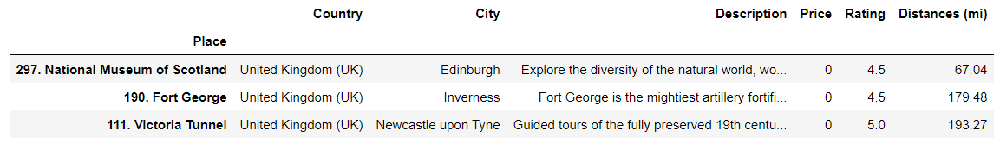 Country City Description Price Rating Distances (mi)
Place
297. National Museum of Scotland United Kingdom (UK) Edinburgh Explore the diversity of the natural world, wo... 0 4.5 67.04
190. Fort George United Kingdom (UK) Inverness Fort George is the mightiest artillery fortifi... 0 4.5 179.48
111. Victoria Tunnel United Kingdom (UK) Newcastle upon Tyne Guided tours of the fully preserved 19th centu... 0 5.0 193.27